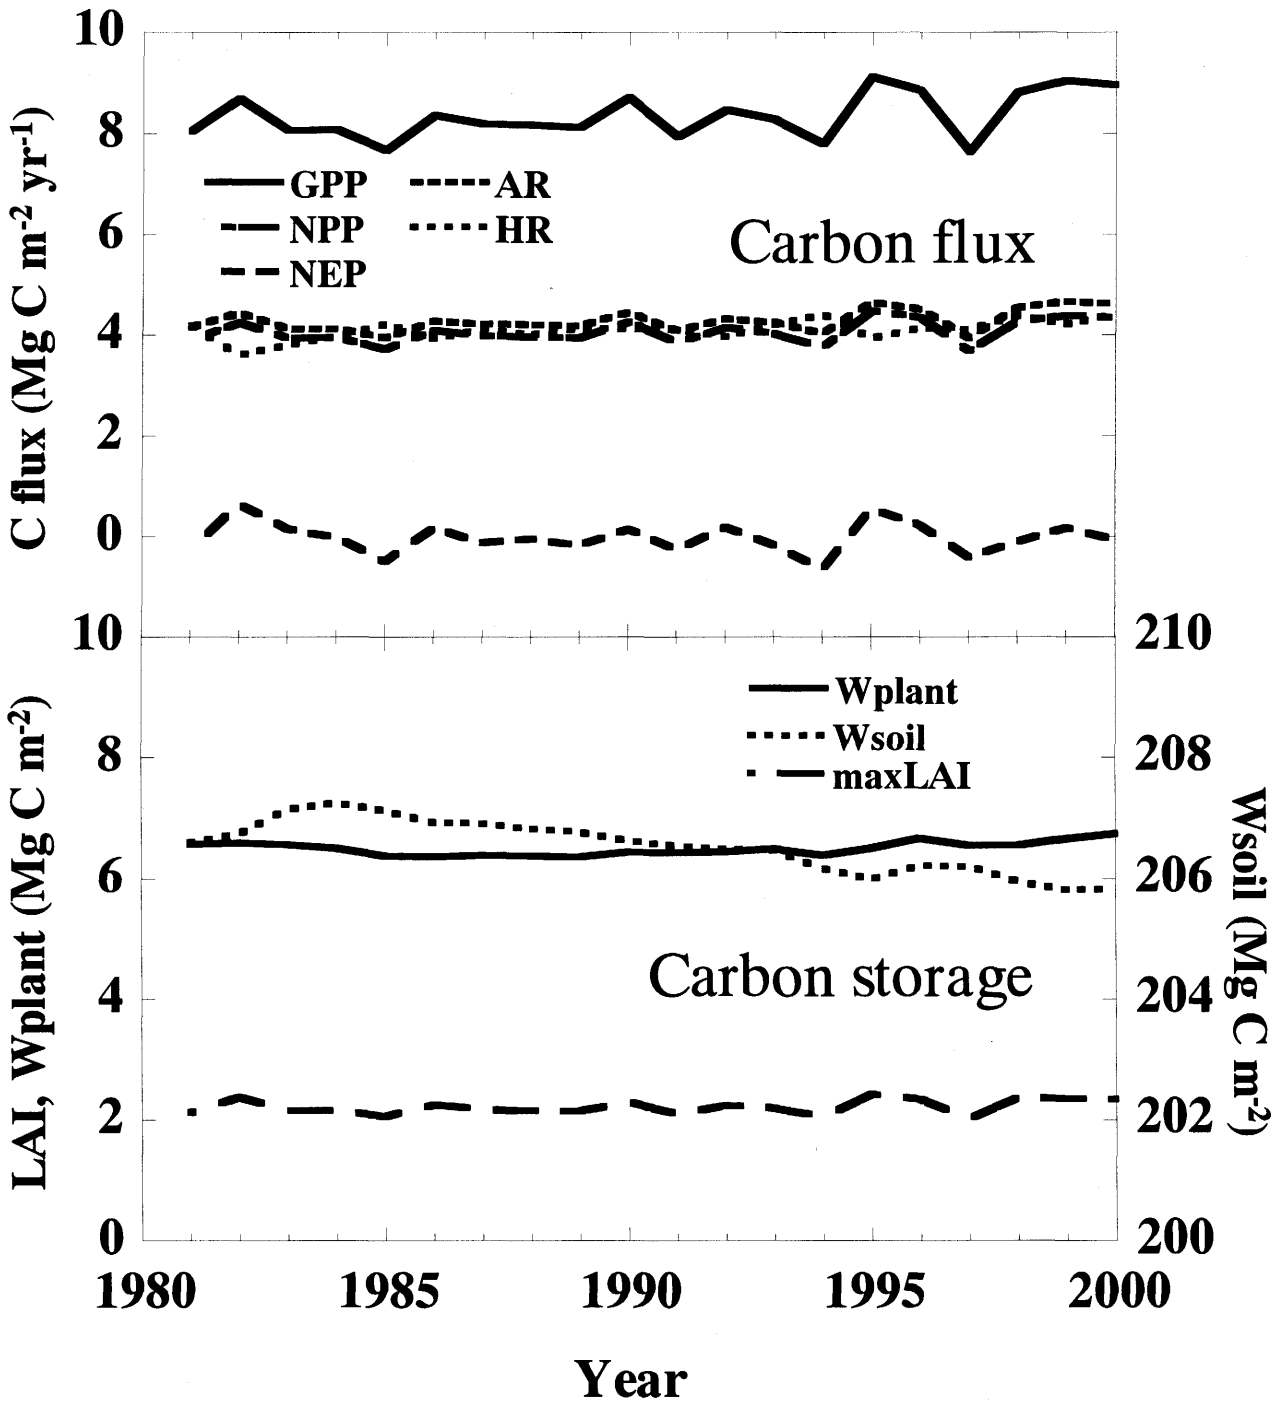 10
8
6
4
2
0
C flux (Mg C m-2 yr-1)
GPP
AR
NPP
HR
NEP
Carbon flux
10
8
6
4
2
0
LAI, Wplant (Mg C m-2)
210
208
206
204
202
200
Wsoil (Mg C m-2)
Wplant
Wsoil
maxLAI
Carbon storage
1980 1985 1990 1995 2000
Year